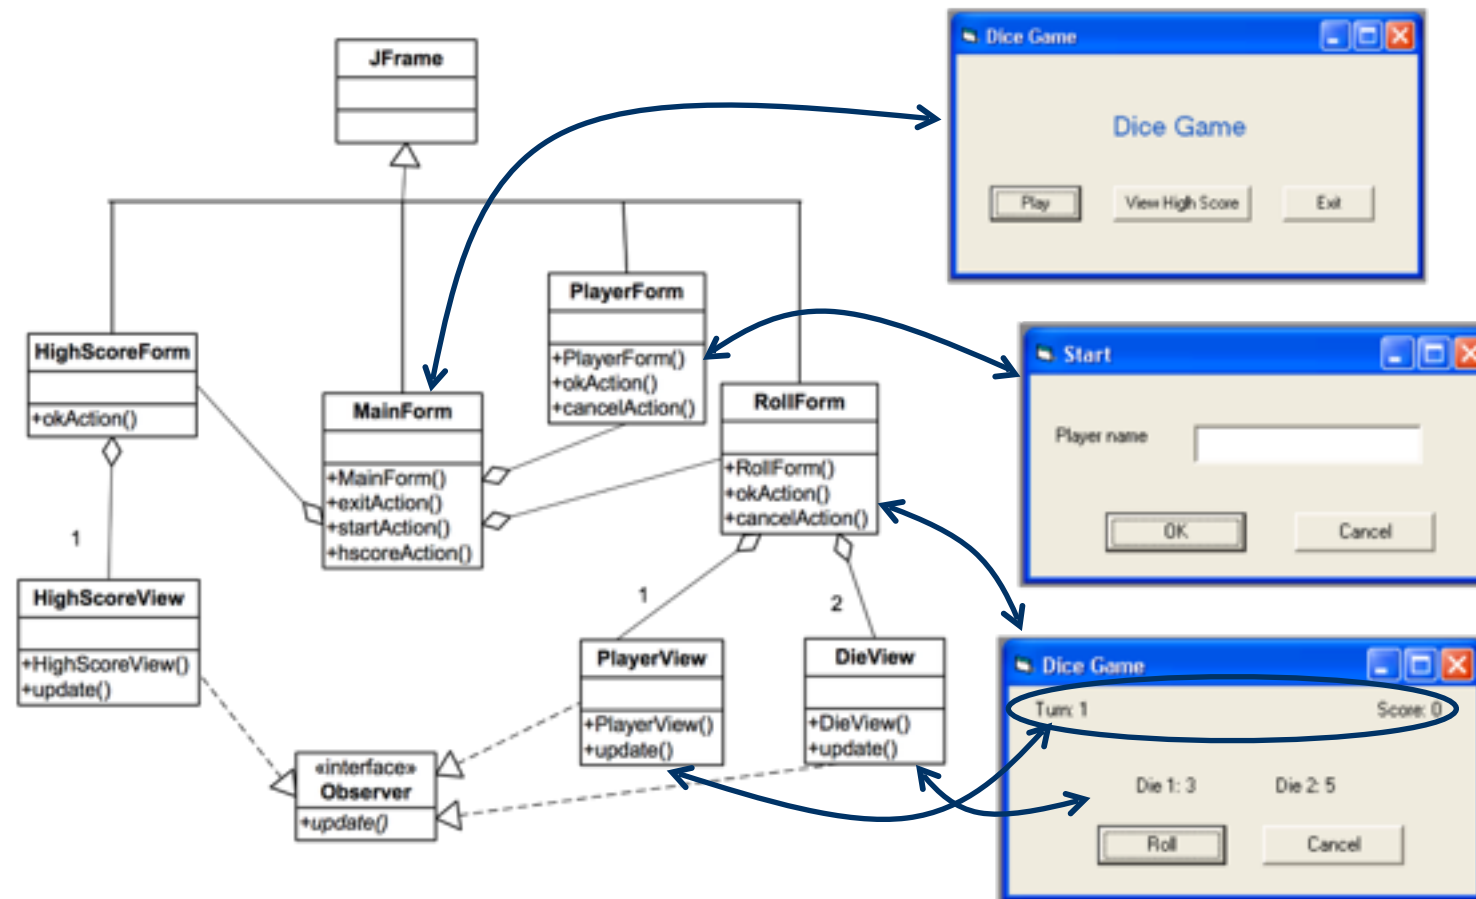 JFrame
HighScoreForm
+okAction()
1
HighScoreView
+HighScoreView()
+update()
MainForm
+MainForm()
+exitAction()
+startAction()
+hscoreAction()
PlayerForm
+PlayerForm()
+okAction()
+cancelAction()
RollForm
+RollForm()
+okAction()
+cancelAction()
1
2
PlayerView
+PlayerView()
+update()
DieView
+DieView()
+update()
«interface»
Observer
+update()
Dice Game
Dice Game
Play View High Score Exit
Start
Player name
OK Cancel
Dice Game
Turn: 1 Score: 0
Die 1: 3 Die 2: 5
Roll Cancel